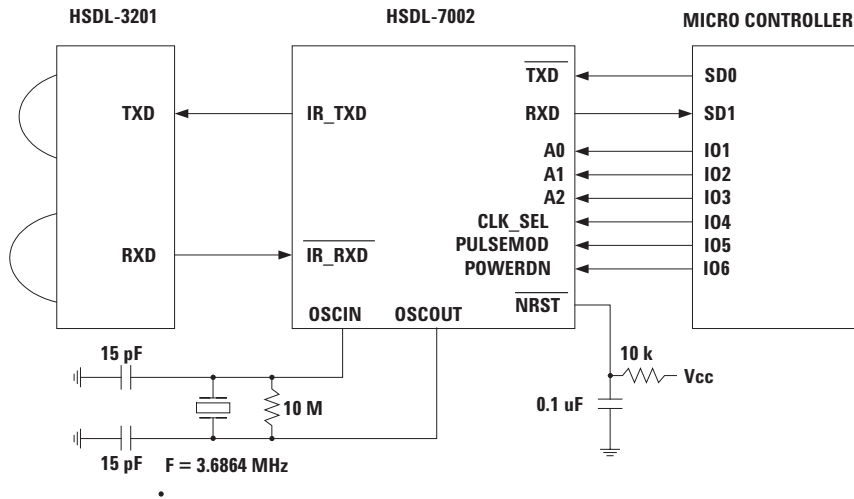 HSDL-3201
HSDL-7002
MICRO CONTROLLER
TXD
SD0
TXD
IR_TXD
RXD
SD1
A0
IO1
A1
IO2
A2
IO3
CLK_SEL
IO4
RXD
IR_RXD
PULSEMOD
IO5
POWERDN
IO6
NRST
OSCIN
OSCOUT
15 pF
10 k
Vcc
10 M
0.1 uF
15 pF
F = 3.6864 MHz